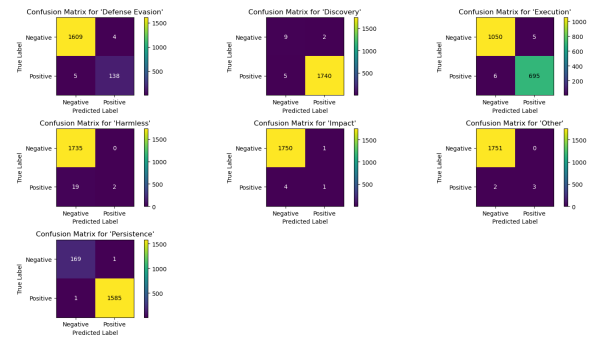 Confusion Matrix for 'Defense Evasion'
Negative
1609
4
Positive
5
138
1500
1000
500
True Label
Negative
Positive
Predicted Label
Confusion Matrix for 'Discovery'
Negative
9
2
Positive
5
1740
1500
1000
500
True Label
Negative
Positive
Predicted Label
Confusion Matrix for 'Execution'
Negative
1050
5
Positive
6
695
1000
800
600
400
200
True Label
Negative
Positive
Predicted Label
Confusion Matrix for 'Harmless'
Negative
1735
0
Positive
19
2
1500
1000
500
0
True Label
Negative
Positive
Predicted Label
Confusion Matrix for 'Impact'
Negative
1750
1
Positive
4
1
1500
1000
500
True Label
Negative
Positive
Predicted Label
Confusion Matrix for 'Other'
Negative
1751
0
Positive
2
3
1500
1000
500
0
True Label
Negative
Positive
Predicted Label
Confusion Matrix for 'Persistence'
Negative
169
1
Positive
1
1585
1500
1000
500
True Label
Negative
Positive
Predicted Label